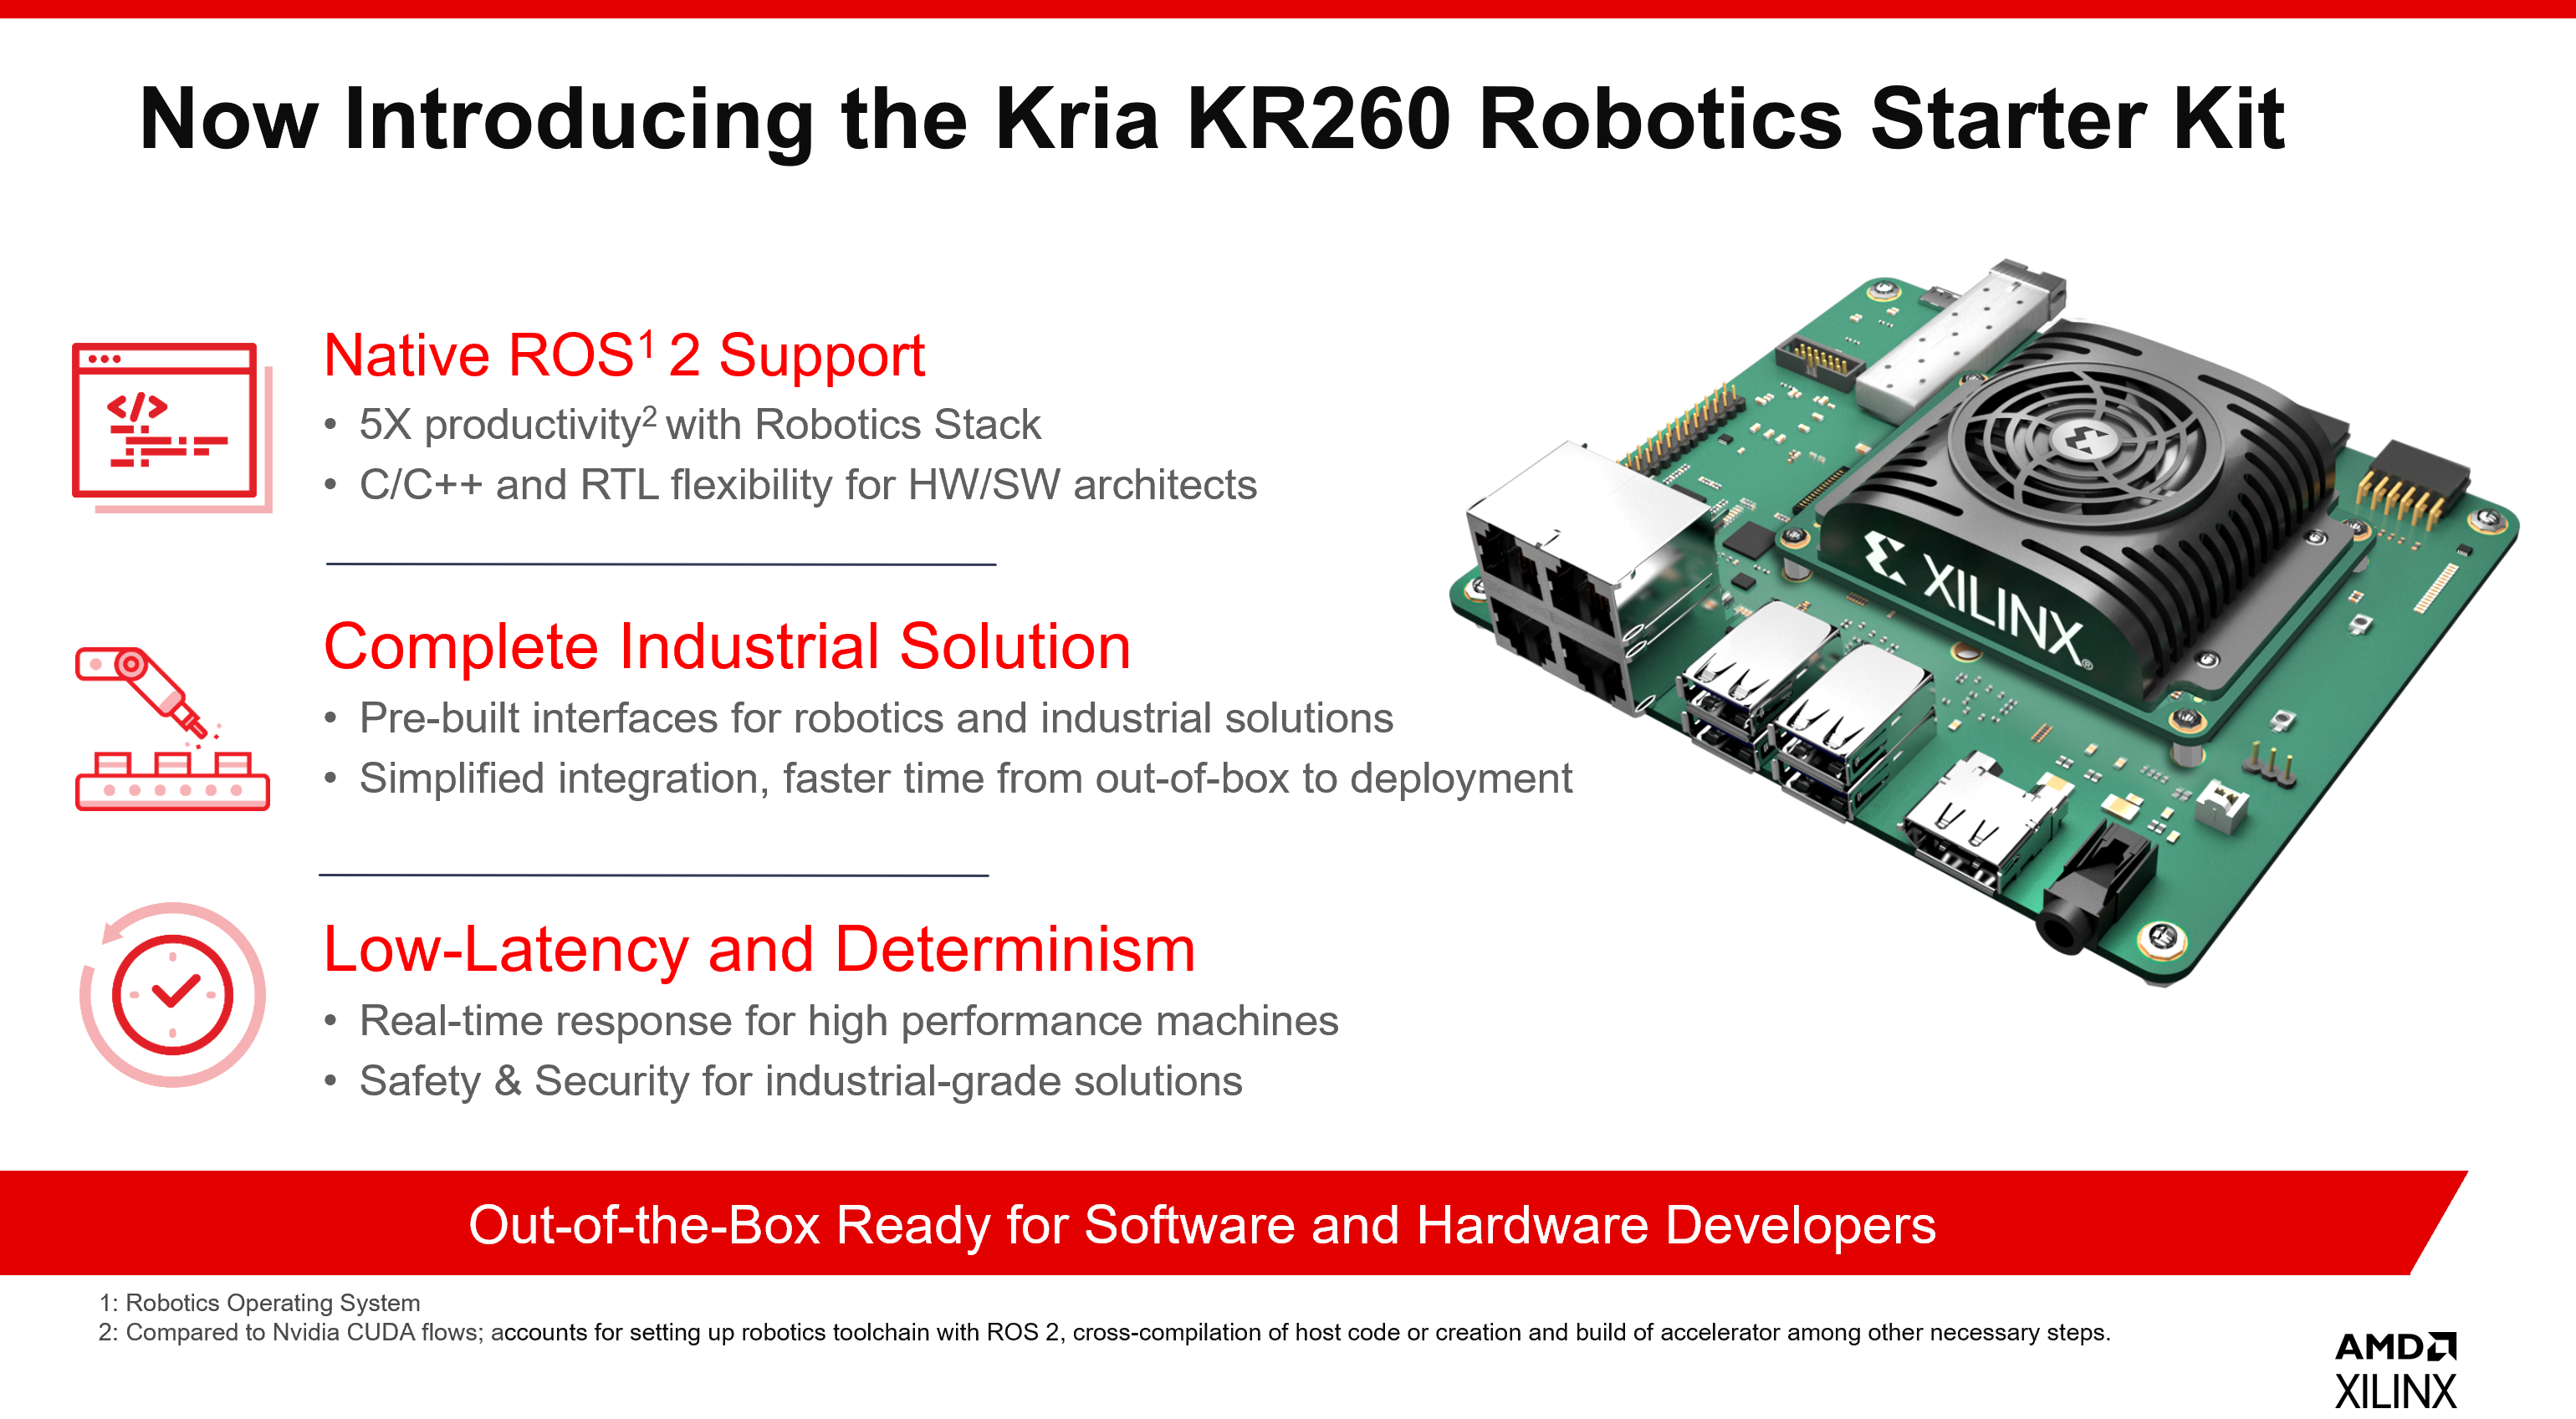 Now Introducing the Kria KR260 Robotics Starter Kit
Native ROS¹ 2 Support
• 5X productivity² with Robotics Stack
• C/C++ and RTL flexibility for HW/SW architects
Complete Industrial Solution
• Pre-built interfaces for robotics and industrial solutions
• Simplified integration, faster time from out-of-box to deployment
Low-Latency and Determinism
• Real-time response for high performance machines
• Safety & Security for industrial-grade solutions
</>
XILINX®
Out-of-the-Box Ready for Software and Hardware Developers
1: Robotics Operating System
2: Compared to Nvidia CUDA flows; accounts for setting up robotics toolchain with ROS 2, cross-compilation of host code or creation and build of accelerator among other necessary steps.
AMD
XILINX